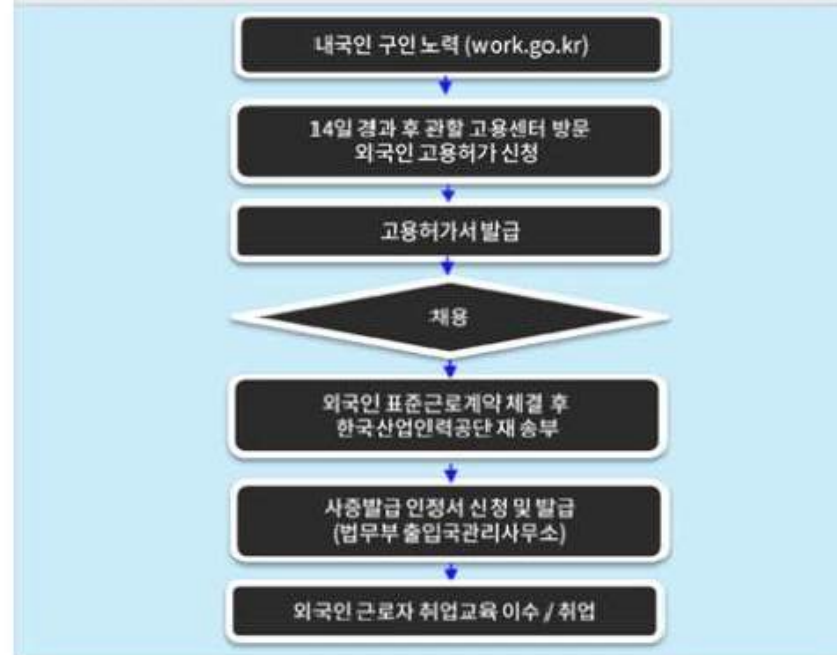 내국인 구인 노력 (work.go.kr)
14일 경과 후 관할 고용센터 방문
외국인 고용허가 신청
고용허가서 발급
채용
외국인 표준근로계약 체결 후
한국산업인력공단 재 송부
사증발급 인정서 신청 및 발급
(법무부 출입국관리사무소)
외국인 근로자 취업교육 이수 / 취업